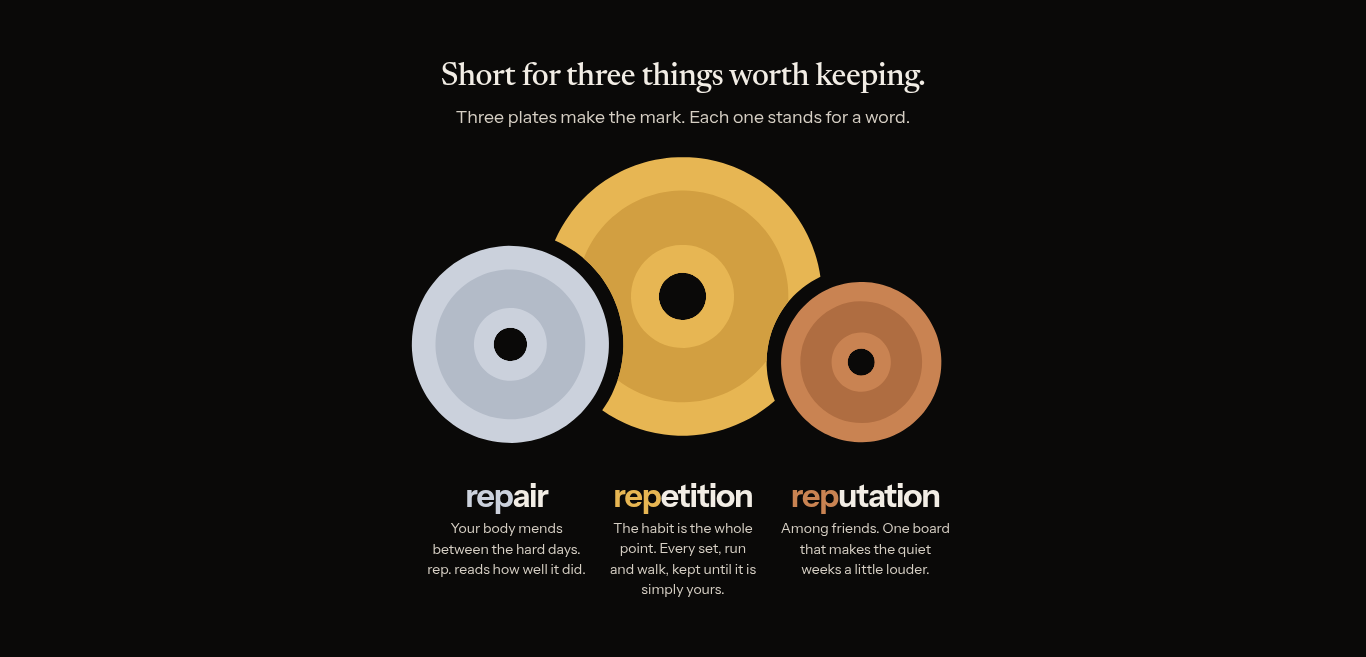 Short for three things worth keeping.
Three plates make the mark. Each one stands for a word.
repair
Your body mends
between the hard days.
rep. reads how well it did.
repetition
The habit is the whole
point. Every set, run
and walk, kept until it is
simply yours.
reputation
Among friends. One board
that makes the quiet
weeks a little louder.